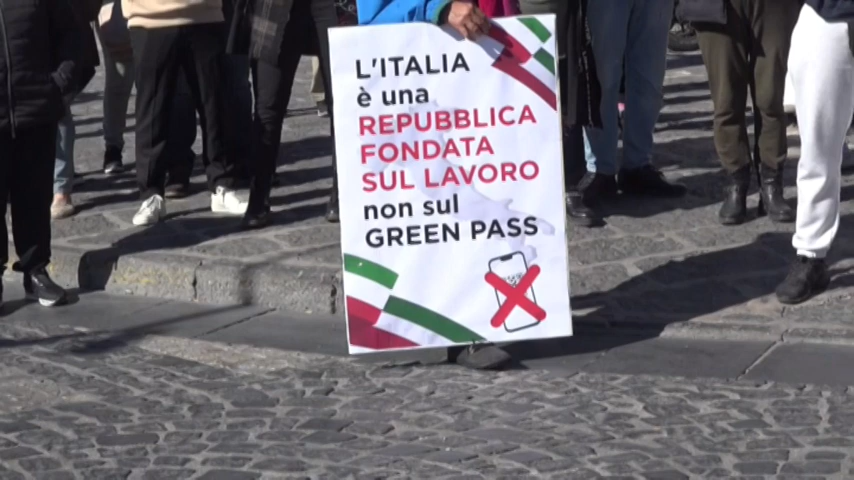 L'ITALIA
è una
REPUBBLICA
FONDATA
SUL LAVORO
non sul
GREEN PASS